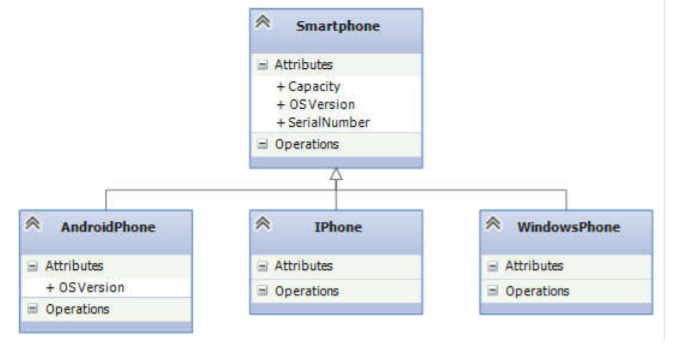 Smartphone
Attributes
+ Capacity
+ OSVersion
+ SerialNumber
Operations
AndroidPhone
Attributes
+ OSVersion
Operations
IPhone
Attributes
Operations
WindowsPhone
Attributes
Operations